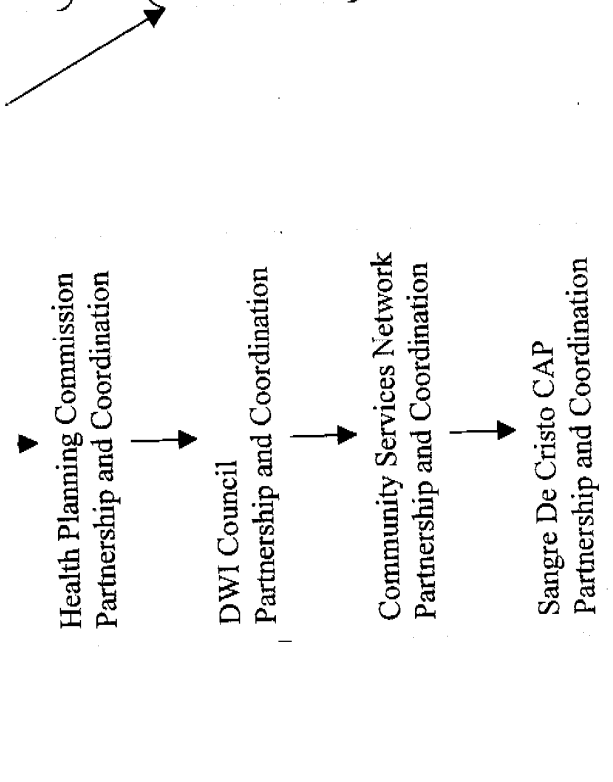 Health Planning Commission
Partnership and Coordination
DWI Council
Partnership and Coordination
Community Services Network
Partnership and Coordination
Sangre De Cristo CAP
Partnership and Coordination